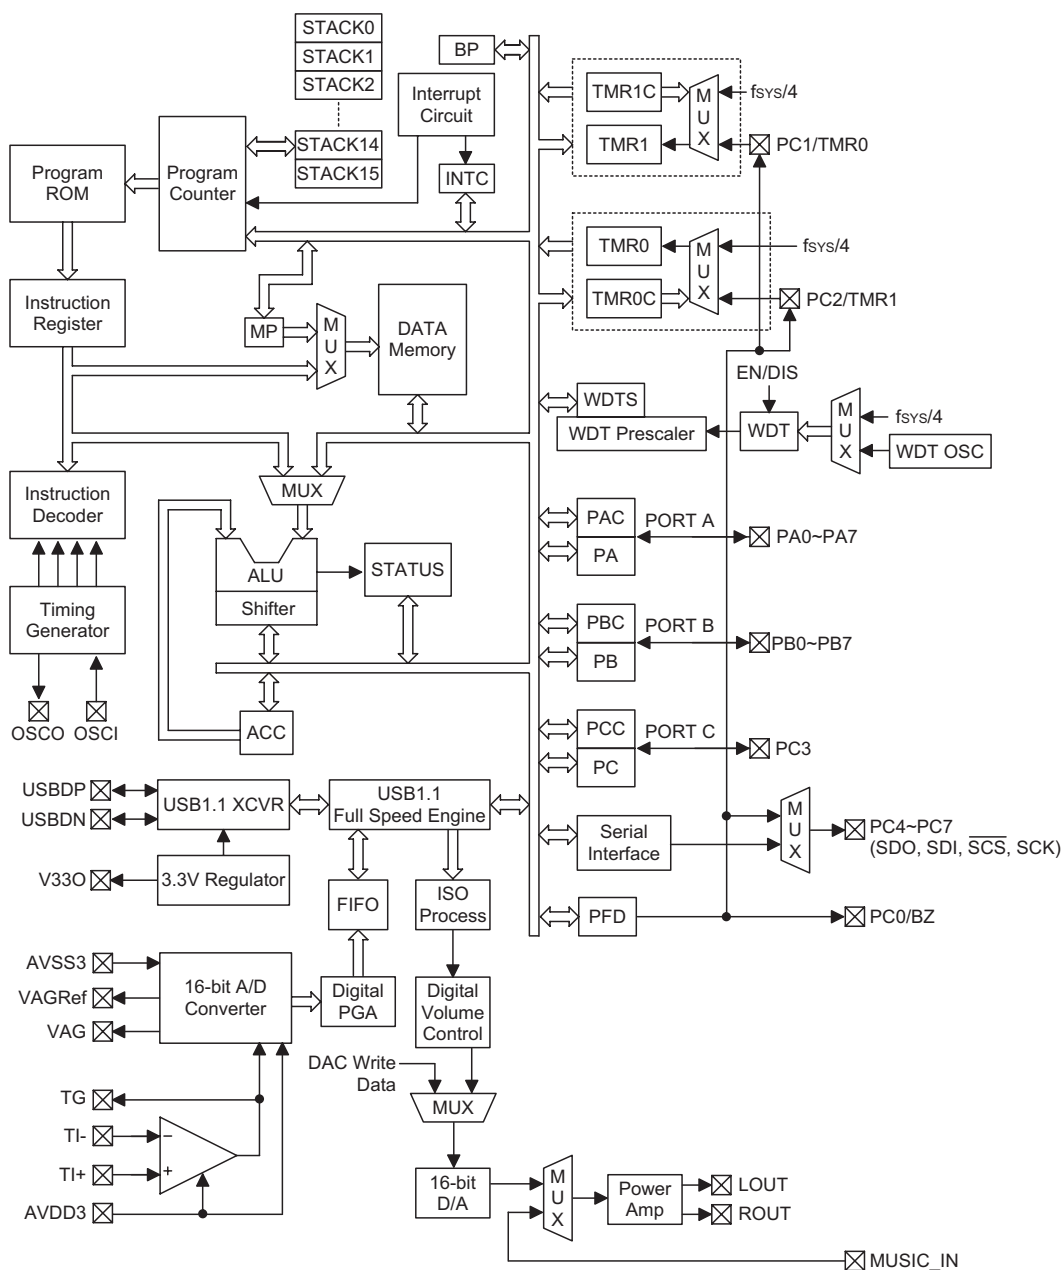 STACK0
STACK1
STACK2
STACK14
STACK15
BP
Interrupt
Circuit
INTC
Program
ROM
Program
Counter
TMR1C
TMR1
MUX
fSYS/4
PC1/TMR0
TMR0
TMR0C
MUX
fSYS/4
PC2/TMR1
Instruction
Register
MP
MUX
DATA
Memory
EN/DIS
WDTS
WDT Prescaler
WDT
MUX
fSYS/4
WDT OSC
Instruction
Decoder
MUX
ALU
Shifter
STATUS
PAC
PA
PORT A
PA0~PA7
Timing
Generator
OSCO
OSCI
PBC
PB
PORT B
PB0~PB7
ACC
PCC
PC
PORT C
PC3
USBDP
USBDN
USB1.1 XCVR
USB1.1
Full Speed Engine
Serial
Interface
MUX
PC4~PC7
(SDO, SDI, S̅C̅S̅, SCK)
V33O
3.3V Regulator
FIFO
ISO
Process
PFD
PC0/BZ
AVSS3
VAGRef
VAG
16-bit A/D
Converter
Digital
PGA
Digital
Volume
Control
DAC Write
Data
MUX
TG
TI-
TI+
AVDD3
−
+
16-bit
D/A
MUX
Power
Amp
LOUT
ROUT
MUSIC_IN